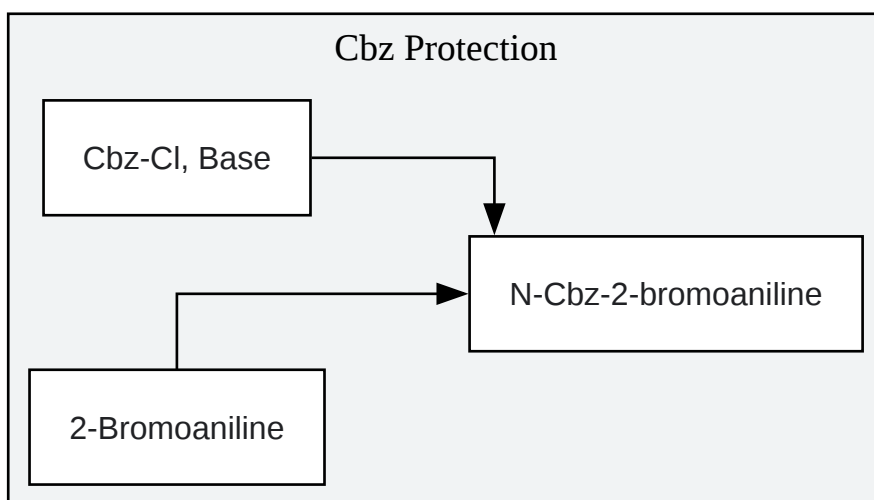 Cbz Protection
Cbz-Cl, Base
N-Cbz-2-bromoaniline
2-Bromoaniline